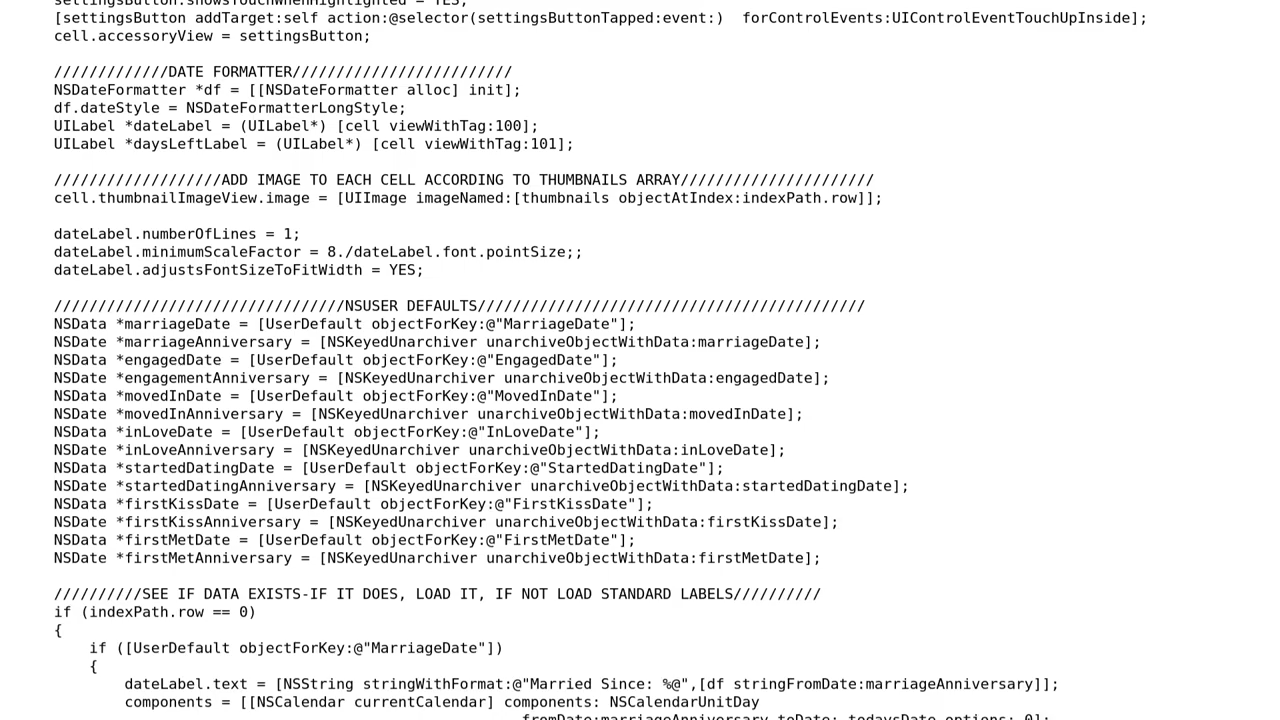 settingsButton.showsTouchWhenHighlighted = YES;
[settingsButton addTarget:self action:@selector(settingsButtonTapped:event:)  forControlEvents:UIControlEventTouchUpInside];
cell.accessoryView = settingsButton;
/////////////DATE FORMATTER/////////////////////////
NSDateFormatter *df = [[NSDateFormatter alloc] init];
df.dateStyle = NSDateFormatterLongStyle;
UILabel *dateLabel = (UILabel*) [cell viewWithTag:100];
UILabel *daysLeftLabel = (UILabel*) [cell viewWithTag:101];
///////////////////ADD IMAGE TO EACH CELL ACCORDING TO THUMBNAILS ARRAY//////////////////////
cell.thumbnailImageView.image = [UIImage imageNamed:[thumbnails objectAtIndex:indexPath.row]];
dateLabel.numberOfLines = 1;
dateLabel.minimumScaleFactor = 8./dateLabel.font.pointSize;;
dateLabel.adjustsFontSizeToFitWidth = YES;
/////////////////////////////////NSUSER DEFAULTS////////////////////////////////////////////
NSData *marriageDate = [UserDefault objectForKey:@"MarriageDate"];
NSDate *marriageAnniversary = [NSKeyedUnarchiver unarchiveObjectWithData:marriageDate];
NSData *engagedDate = [UserDefault objectForKey:@"EngagedDate"];
NSDate *engagementAnniversary = [NSKeyedUnarchiver unarchiveObjectWithData:engagedDate];
NSData *movedInDate = [UserDefault objectForKey:@"MovedInDate"];
NSDate *movedInAnniversary = [NSKeyedUnarchiver unarchiveObjectWithData:movedInDate];
NSData *inLoveDate = [UserDefault objectForKey:@"InLoveDate"];
NSDate *inLoveAnniversary = [NSKeyedUnarchiver unarchiveObjectWithData:inLoveDate];
NSData *startedDatingDate = [UserDefault objectForKey:@"StartedDatingDate"];
NSDate *startedDatingAnniversary = [NSKeyedUnarchiver unarchiveObjectWithData:startedDatingDate];
NSData *firstKissDate = [UserDefault objectForKey:@"FirstKissDate"];
NSDate *firstKissAnniversary = [NSKeyedUnarchiver unarchiveObjectWithData:firstKissDate];
NSData *firstMetDate = [UserDefault objectForKey:@"FirstMetDate"];
NSDate *firstMetAnniversary = [NSKeyedUnarchiver unarchiveObjectWithData:firstMetDate];
//////////SEE IF DATA EXISTS-IF IT DOES, LOAD IT, IF NOT LOAD STANDARD LABELS//////////
if (indexPath.row == 0)
{
if ([UserDefault objectForKey:@"MarriageDate"])
{
dateLabel.text = [NSString stringWithFormat:@"Married Since: %@",[df stringFromDate:marriageAnniversary]];
components = [[NSCalendar currentCalendar] components: NSCalendarUnitDay
fromDate:marriageAnniversary toDate: todaysDate options: 0];